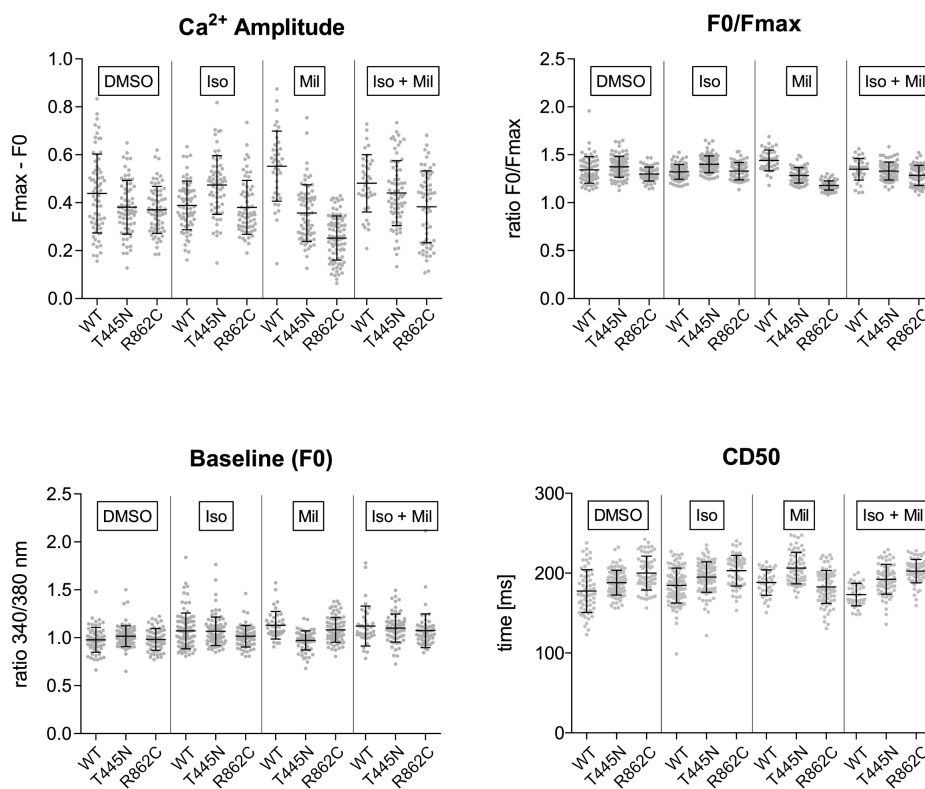 Ca2+ Amplitude
Fmax - F0
1.0
0.8
0.6
0.4
0.2
0.0
DMSO
Iso
Mil
Iso + Mil
WT
T445N
R862C
WT
T445N
R862C
WT
T445N
R862C
WT
T445N
R862C
F0/Fmax
ratio F0/Fmax
2.5
2.0
1.5
1.0
0.5
0.0
DMSO
Iso
Mil
Iso + Mil
WT
T445N
R862C
WT
T445N
R862C
WT
T445N
R862C
WT
T445N
R862C
Baseline (F0)
ratio 340/380 nm
2.5
2.0
1.5
1.0
0.5
0.0
DMSO
Iso
Mil
Iso + Mil
WT
T445N
R862C
WT
T445N
R862C
WT
T445N
R862C
WT
T445N
R862C
CD50
time [ms]
300
200
100
0
DMSO
Iso
Mil
Iso + Mil
WT
T445N
R862C
WT
T445N
R862C
WT
T445N
R862C
WT
T445N
R862C